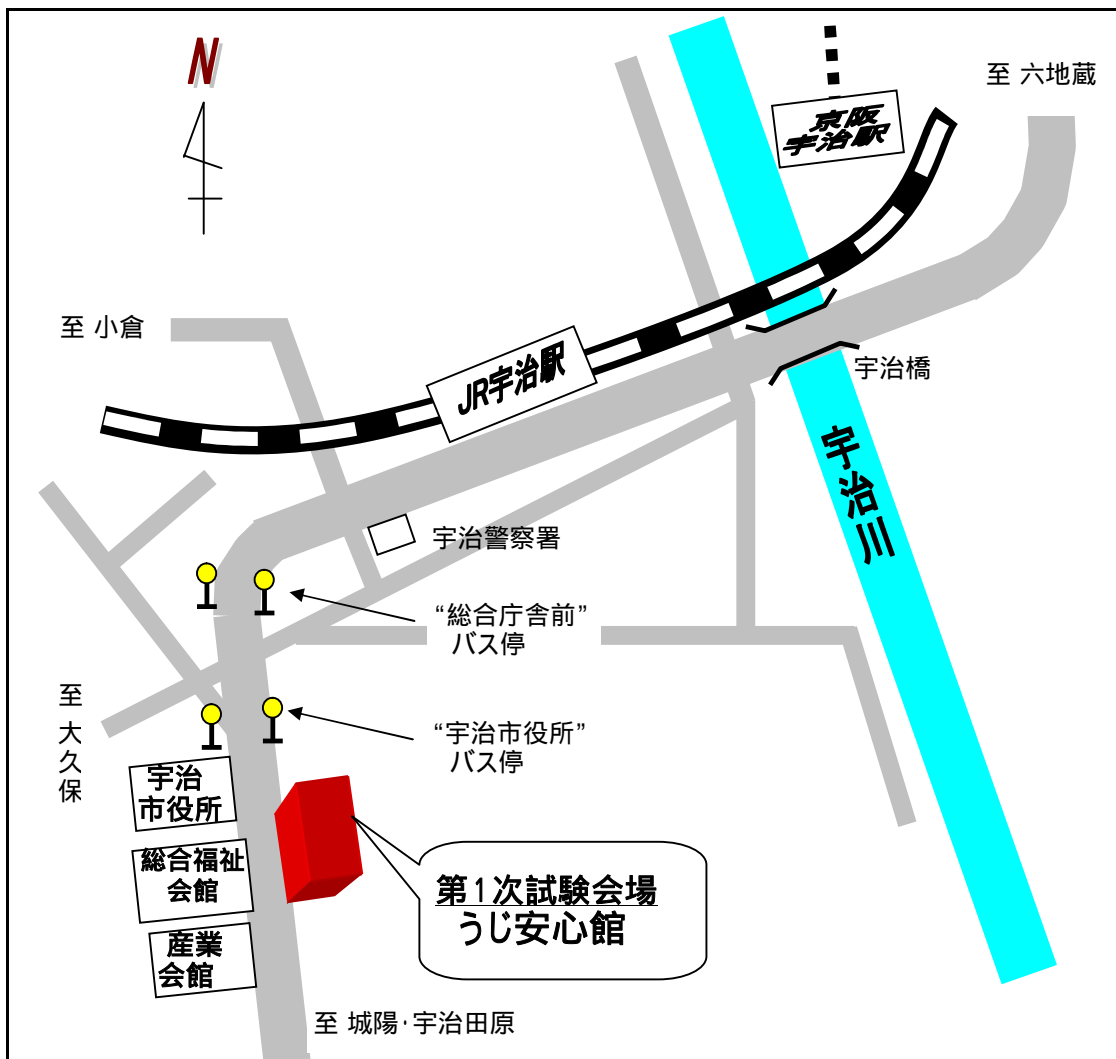 N
至 六地蔵
京阪
宇治駅
至 小倉
JR宇治駅
宇治橋
宇治川
宇治警察署
“総合庁舎前”
バス停
至 大久保
“宇治市役所”
バス停
宇治
市役所
総合福祉
会館
第1次試験会場
うじ安心館
産業
会館
至 城陽・宇治田原